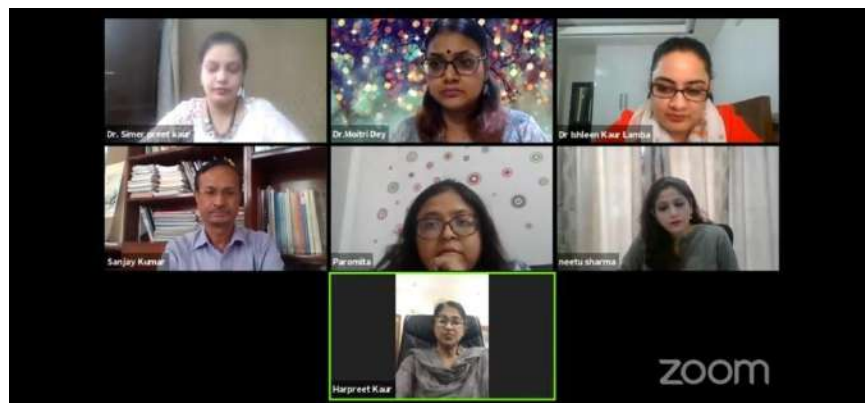 Dr. Simer preet kaur
Dr.Moitri Dey
Dr Ishleen Kaur Lamba
Sanjay Kumar
Paromita
neetu sharma
Harpreet Kaur
zoom